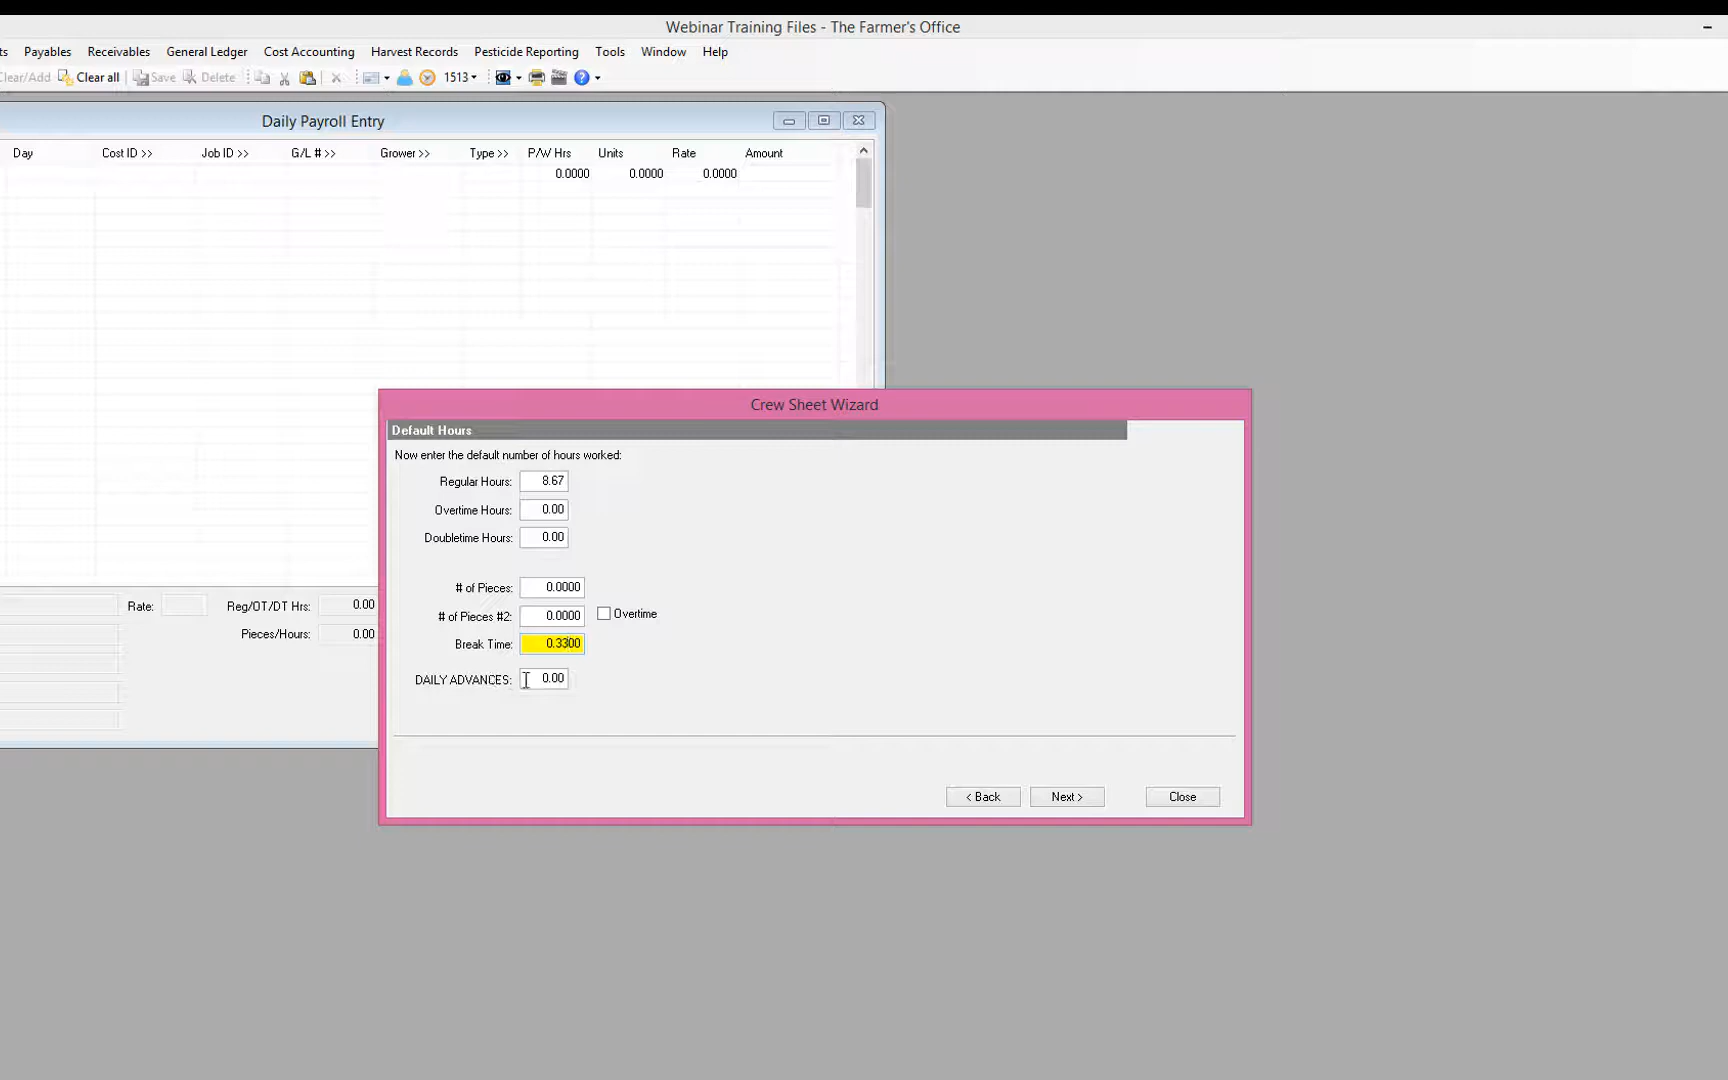 Webinar Training Files - The Farmer's Office
ts Payables Receivables General Ledger Cost Accounting Harvest Records Pesticide Reporting Tools Window Help
Clear/Add Clear all Save Delete 1513
Daily Payroll Entry
Day Cost ID >> Job ID >> G/L # >> Grower >> Type >> P/W Hrs Units Rate Amount
0.0000 0.0000 0.0000
Crew Sheet Wizard
Default Hours
Now enter the default number of hours worked:
Regular Hours: 8.67
Overtime Hours: 0.00
Doubletime Hours: 0.00
# of Pieces: 0.0000
# of Pieces #2: 0.0000 Overtime
Break Time: 0.3300
DAILY ADVANCES: 0.00
Rate: Reg/OT/DT Hrs: 0.00
Pieces/Hours: 0.00
< Back Next > Close